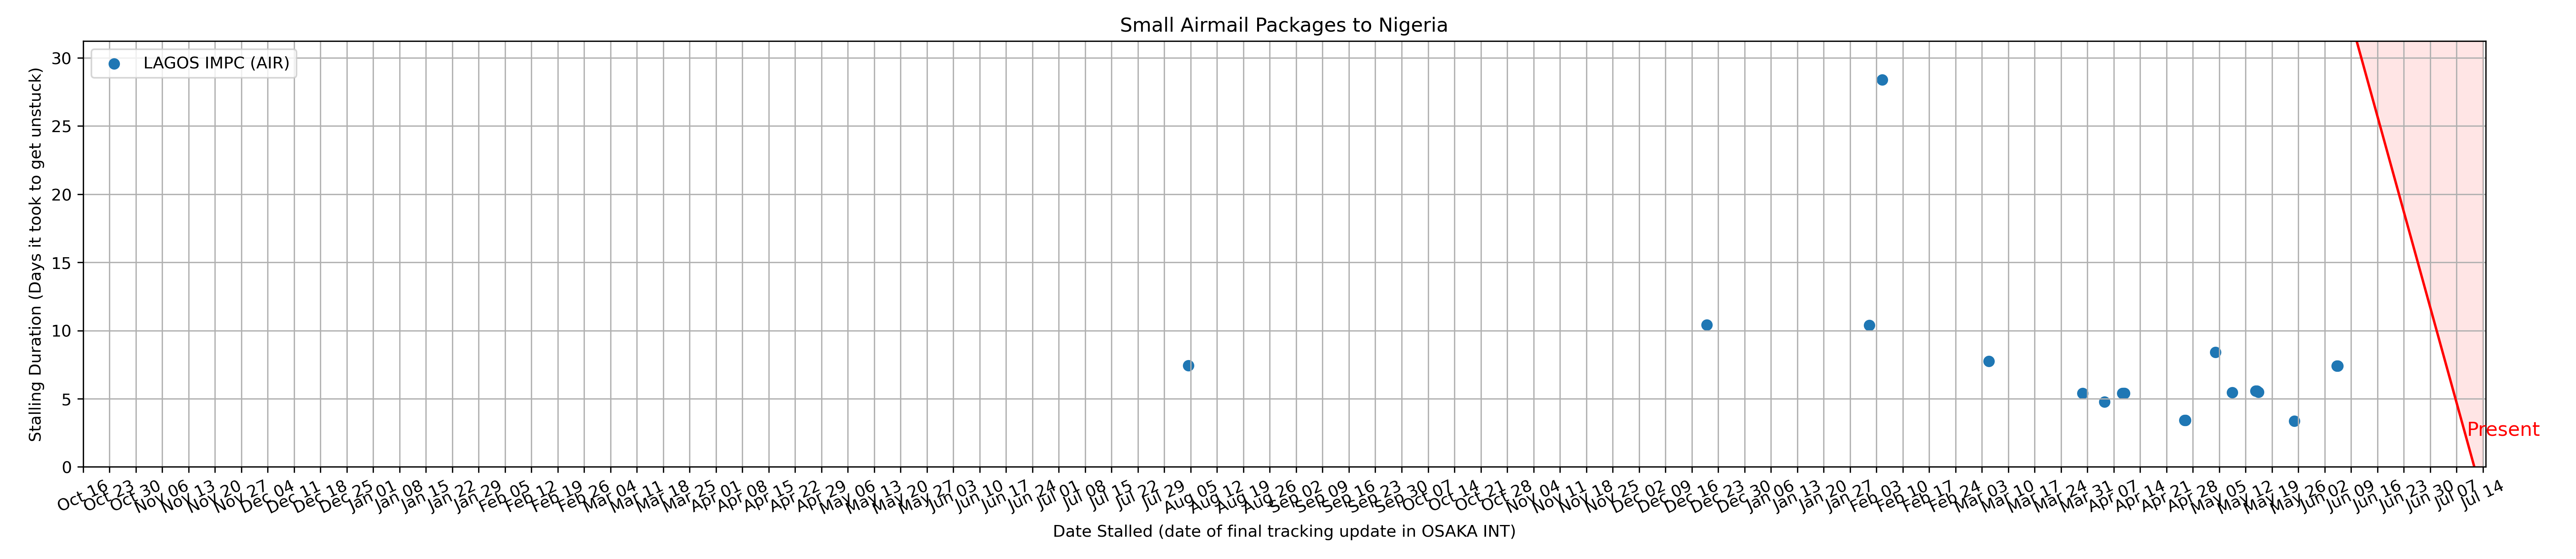 Small Airmail Packages to Nigeria
LAGOS IMPC (AIR)
Stalling Duration (Days it took to get unstuck)
30
25
20
15
10
5
0
Present
Oct 16
Oct 23
Oct 30
Nov 06
Nov 13
Nov 20
Nov 27
Dec 04
Dec 11
Dec 18
Dec 25
Jan 01
Jan 08
Jan 15
Jan 22
Jan 29
Feb 05
Feb 12
Feb 19
Feb 26
Mar 04
Mar 11
Mar 18
Mar 25
Apr 01
Apr 08
Apr 15
Apr 22
Apr 29
May 06
May 13
May 20
May 27
Jun 03
Jun 10
Jun 17
Jun 24
Jul 01
Jul 08
Jul 15
Jul 22
Jul 29
Aug 05
Aug 12
Aug 19
Aug 26
Sep 02
Sep 09
Sep 16
Sep 23
Sep 30
Oct 07
Oct 14
Oct 21
Oct 28
Nov 04
Nov 11
Nov 18
Nov 25
Dec 02
Dec 09
Dec 16
Dec 23
Dec 30
Jan 06
Jan 13
Jan 20
Jan 27
Feb 03
Feb 10
Feb 17
Feb 24
Mar 03
Mar 10
Mar 17
Mar 24
Mar 31
Apr 07
Apr 14
Apr 21
Apr 28
May 05
May 12
May 19
May 26
Jun 02
Jun 09
Jun 16
Jun 23
Jun 30
Jul 07
Jul 14
Date Stalled (date of final tracking update in OSAKA INT)